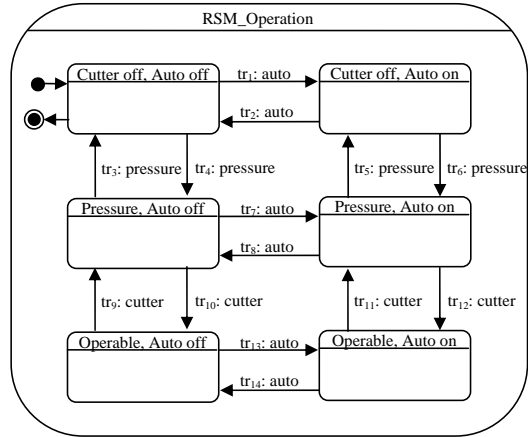 RSM_Operation
Cutter off, Auto off
tr₁: auto
Cutter off, Auto on
tr₂: auto
tr₃: pressure
tr₄: pressure
tr₅: pressure
tr₆: pressure
Pressure, Auto off
tr₇: auto
Pressure, Auto on
tr₈: auto
tr₉: cutter
tr₁₀: cutter
tr₁₁: cutter
tr₁₂: cutter
Operable, Auto off
tr₁₃: auto
Operable, Auto on
tr₁₄: auto